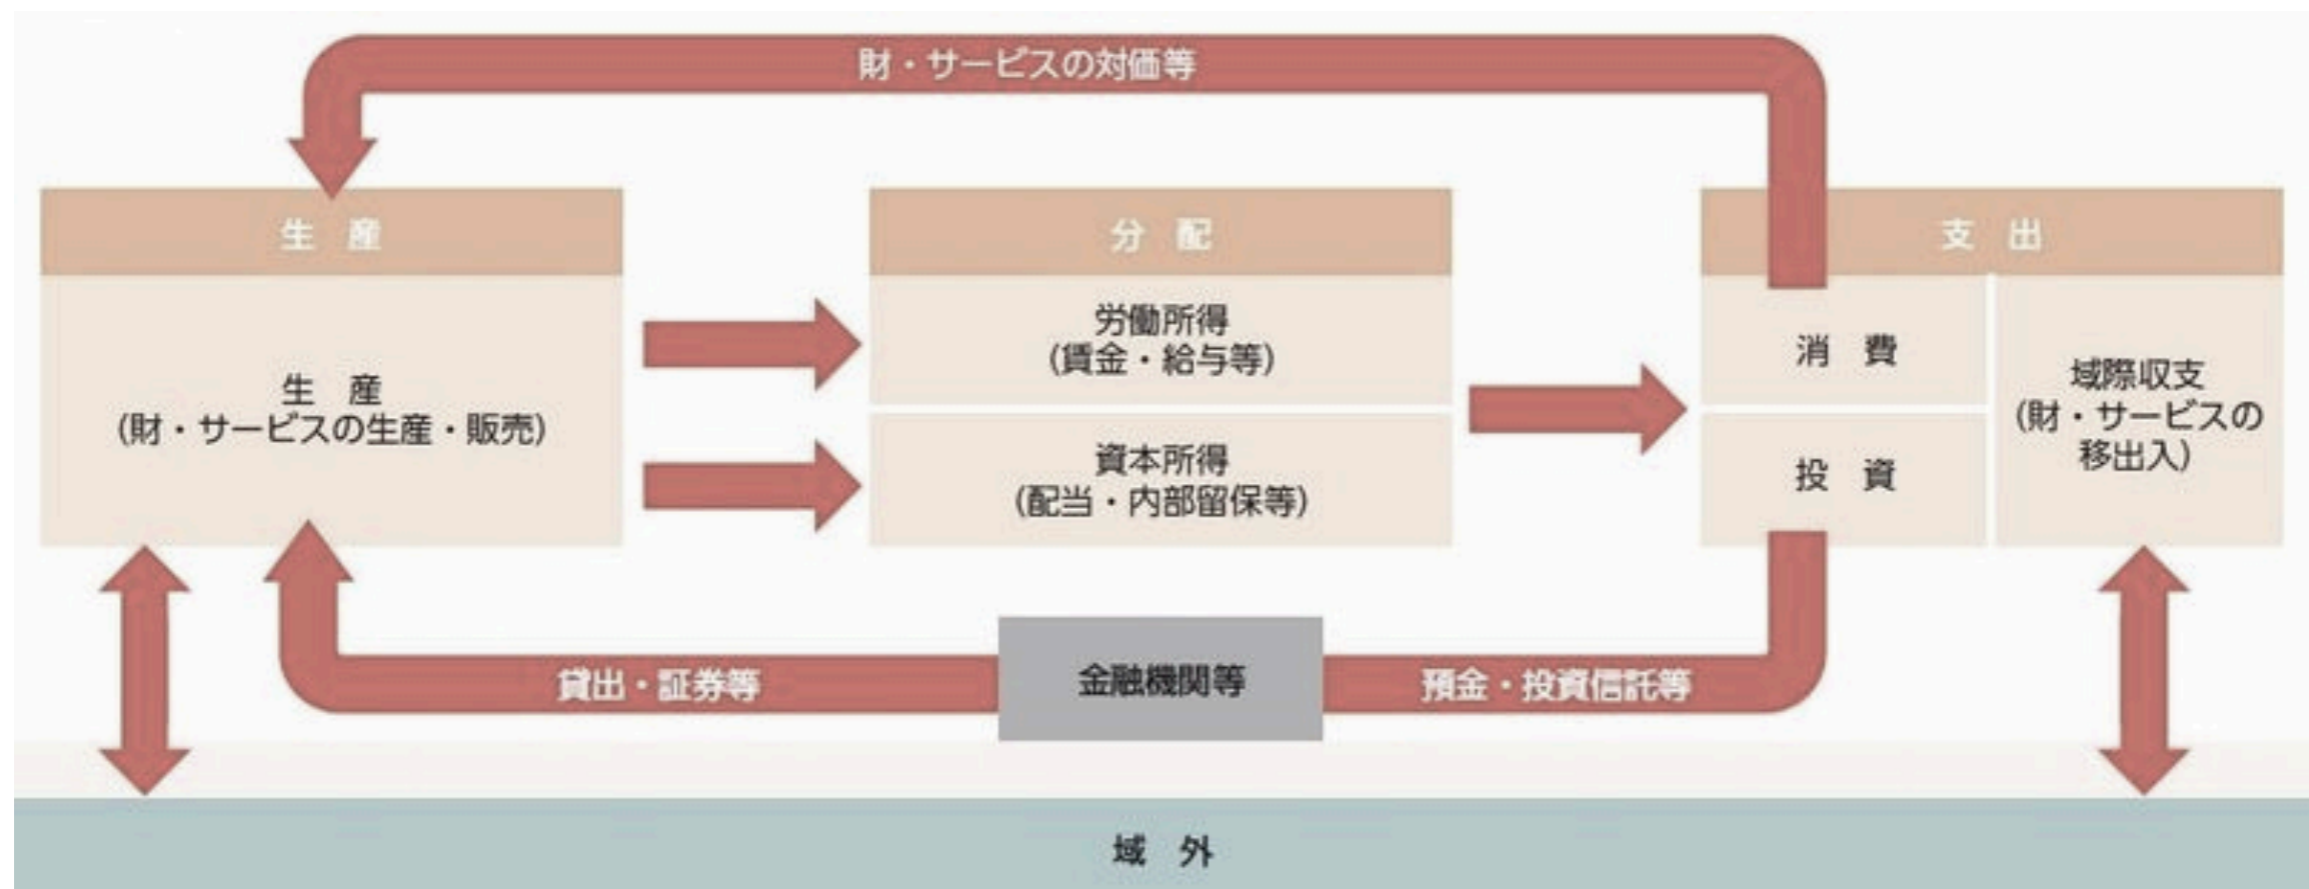 財・サービスの対価等
生 産
分 配
支 出
生 産
(財・サービスの生産・販売)
労働所得
(賃金・給与等)
資本所得
(配当・内部留保等)
消 費
投 資
域際収支
(財・サービスの
移出入)
貸出・証券等
金融機関等
預金・投資信託等
域 外